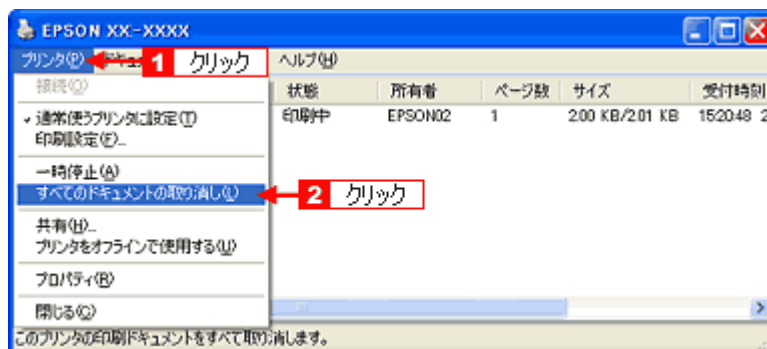 EPSON XX-XXXX
プリンタ(P) 1 クリック ヘルプ(H)
接続(O)
状態 所有者 ページ数 サイズ 受付時刻
通常使うプリンタに設定(T)
印刷中 EPSON02 1 2.00 KB/2.01 KB 15:20:48 2
印刷設定(F)...
一時停止(A)
すべてのドキュメントの取り消し(L) 2 クリック
共有(H)...
プリンタをオフラインで使用する(U)
プロパティ(R)
閉じる(C)
このプリンタの印刷ドキュメントをすべて取り消します。